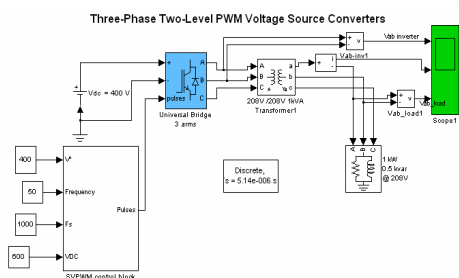 Three-Phase Two-Level PWM Voltage Source Converters
Vab inverter
+ - v
Vab-inv1
Vdc = 400 V
+ A
- B
pulses C
Universal Bridge
3 arms
A a
B b
C c
208V /208V 1kVA
Transformer1
+ i
-
+ - v
Vab_load
Vab_load1
Scope1
A B C
1 kW
0.5 kvar
@ 208V
Discrete,
s = 5.14e-006 s
400
V*
50
Frequency
Pulses
1000
Fs
600
VDC
SVPWM control block